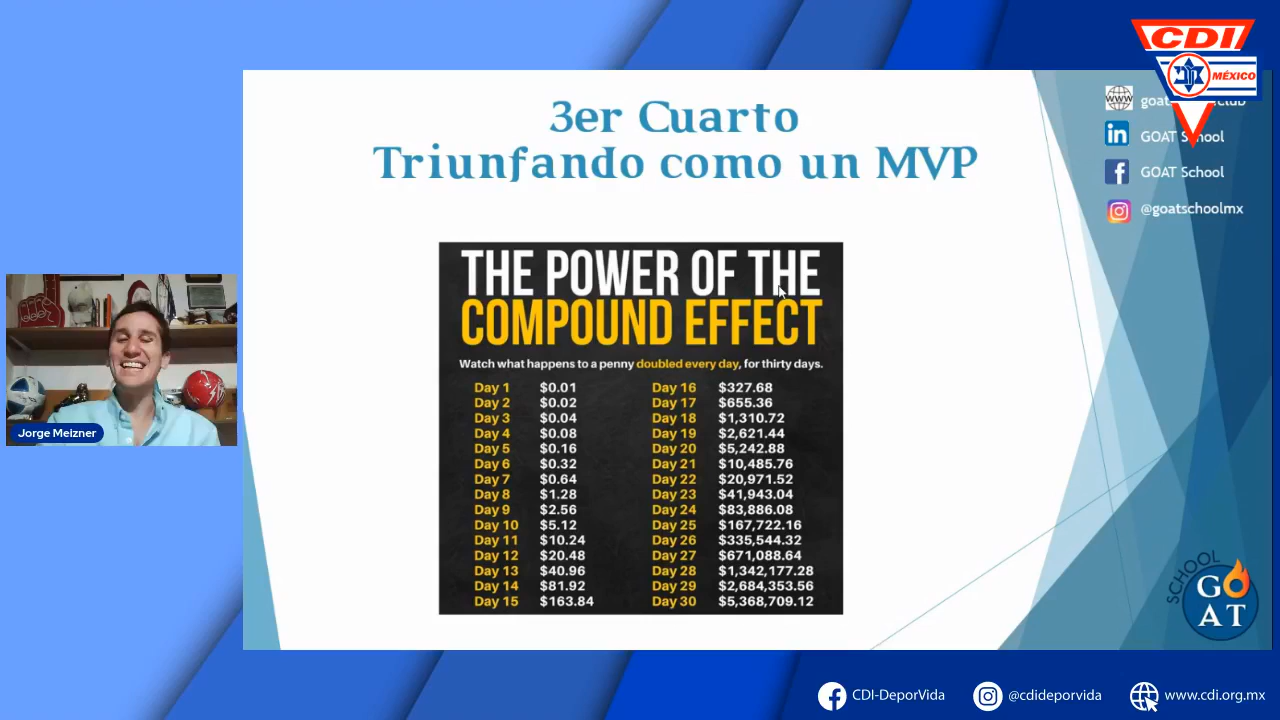 CDI
MÉXICO
3er Cuarto
Triunfando como un MVP
www
in
GOAT School
f
GOAT School
@goatschoolmx
THE POWER OF THE
COMPOUND EFFECT
Watch what happens to a penny doubled every day, for thirty days.
Day 1 $0.01
Day 2 $0.02
Day 3 $0.04
Day 4 $0.08
Day 5 $0.16
Day 6 $0.32
Day 7 $0.64
Day 8 $1.28
Day 9 $2.56
Day 10 $5.12
Day 11 $10.24
Day 12 $20.48
Day 13 $40.96
Day 14 $81.92
Day 15 $163.84
Day 16 $327.68
Day 17 $655.36
Day 18 $1,310.72
Day 19 $2,621.44
Day 20 $5,242.88
Day 21 $10,485.76
Day 22 $20,971.52
Day 23 $41,943.04
Day 24 $83,886.08
Day 25 $167,722.16
Day 26 $335,544.32
Day 27 $671,088.64
Day 28 $1,342,177.28
Day 29 $2,684,353.56
Day 30 $5,368,709.12
Jorge Meizner
SCHOOL
GO
AT
CDI-DeporVida
@cdideporvida
www.cdi.org.mx